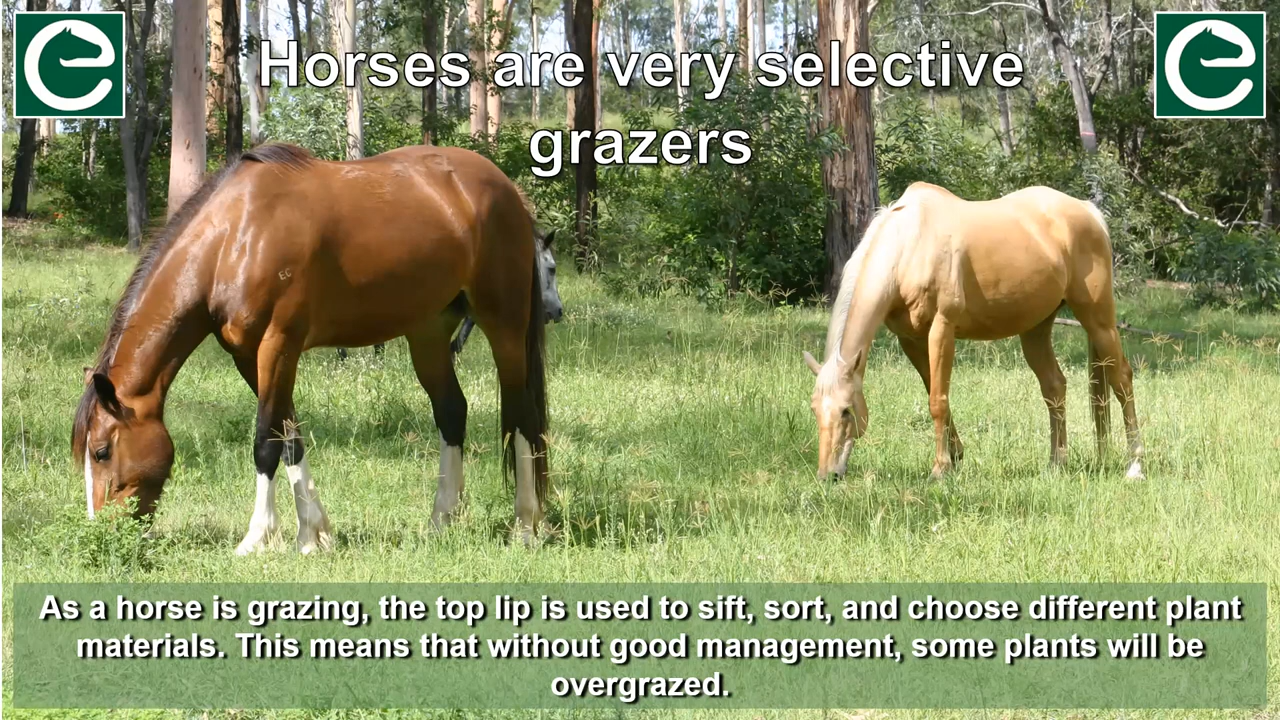 Horses are very selective
grazers
EC
As a horse is grazing, the top lip is used to sift, sort, and choose different plant
materials. This means that without good management, some plants will be
overgrazed.